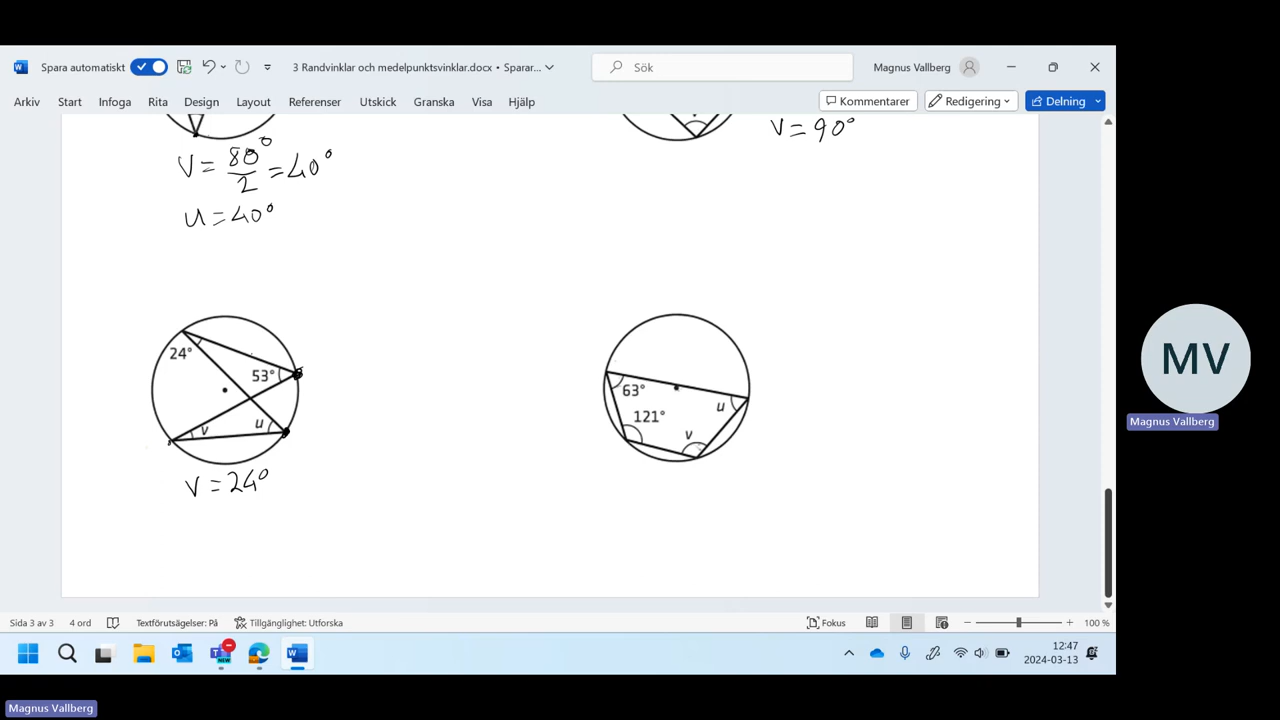 Spara automatiskt
3 Randvinklar och medelpunktsvinklar.docx • Sparar...
Sök
Magnus Vallberg
Arkiv Start Infoga Rita Design Layout Referenser Utskick Granska Visa Hjälp
Kommentarer Redigering Delning
v = 80°/2 = 40°
u = 40°
v = 90°
24°
53°
v
u
v = 24°
63°
121°
u
v
MV
Magnus Vallberg
Sida 3 av 3 4 ord Textförutsägelser: På Tillgänglighet: Utforska
Fokus
100 %
NEW
12:47
2024-03-13
Magnus Vallberg